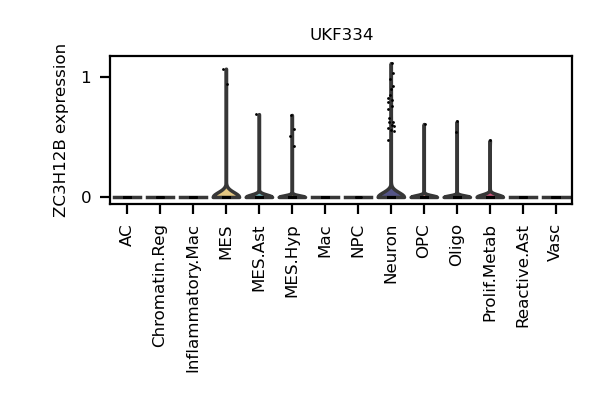 UKF334
ZC3H12B expression
1
0
AC
Chromatin.Reg
Inflammatory.Mac
MES
MES.Ast
MES.Hyp
Mac
NPC
Neuron
OPC
Oligo
Prolif.Metab
Reactive.Ast
Vasc